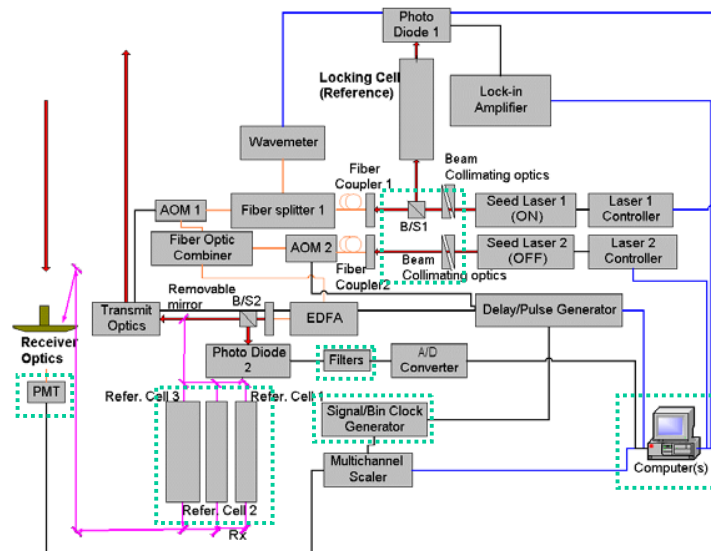 Photo
Diode 1
Locking Cell
(Reference)
Lock-in
Amplifier
Wavemeter
Fiber
Coupler 1
Beam
Collimating optics
AOM 1
Fiber splitter 1
B/S1
Seed Laser 1
(ON)
Laser 1
Controller
Fiber Optic
Combiner
AOM 2
Fiber
Coupler2
Beam
Collimating optics
Seed Laser 2
(OFF)
Laser 2
Controller
Removable
mirror
B/S2
Transmit
Optics
EDFA
Delay/Pulse Generator
Receiver
Optics
Photo Diode
2
Filters
A/D
Converter
PMT
Refer. Cell 3
Refer. Cell 1
Signal/Bin Clock
Generator
Multichannel
Scaler
Computer(s)
Refer. Cell 2
Rx